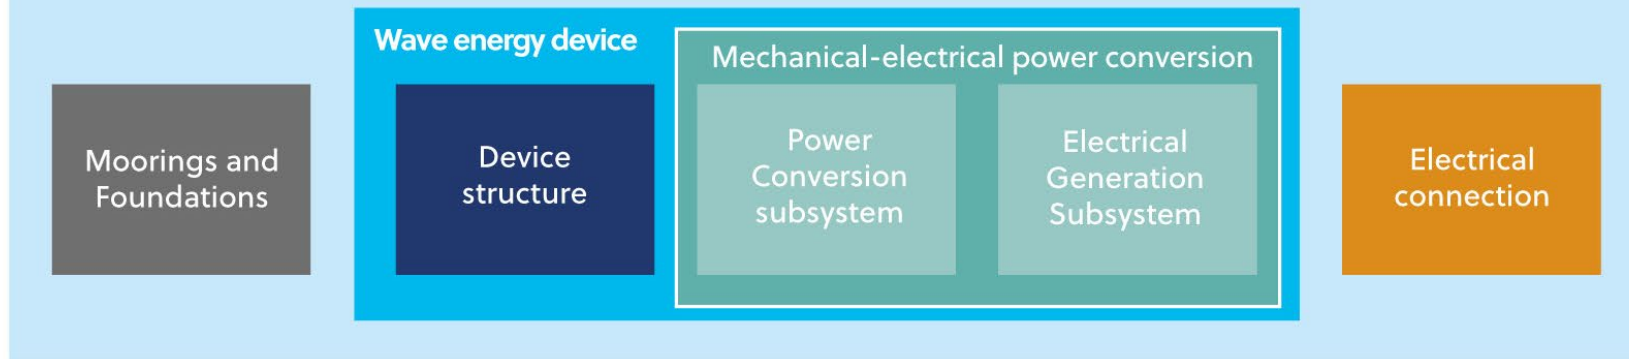 Wave energy device
Mechanical-electrical power conversion
Moorings and
Foundations
Device
structure
Power
Conversion
subsystem
Electrical
Generation
Subsystem
Electrical
connection